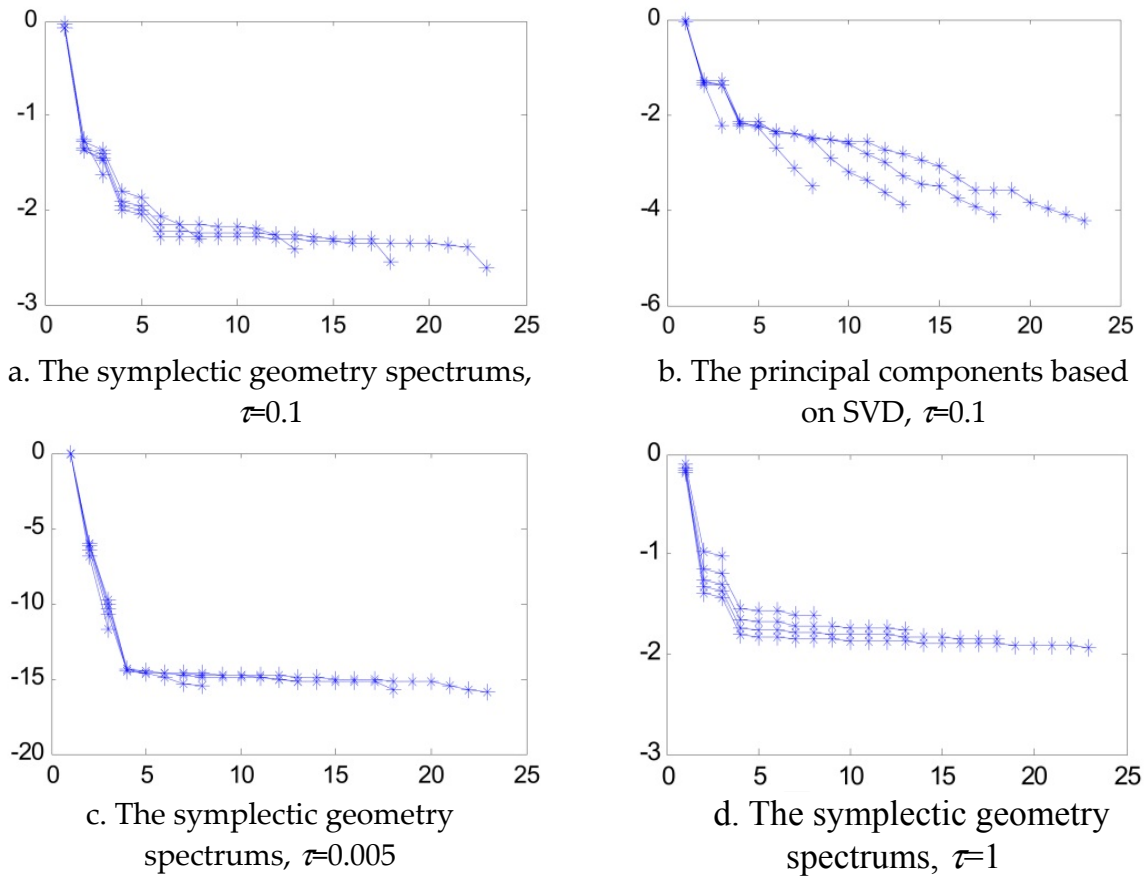 0
-1
-2
-3
0 5 10 15 20 25
a. The symplectic geometry spectrums,
τ=0.1
0
-2
-4
-6
0 5 10 15 20 25
b. The principal components based
on SVD, τ=0.1
0
-5
-10
-15
-20
0 5 10 15 20 25
c. The symplectic geometry
spectrums, τ=0.005
0
-1
-2
-3
0 5 10 15 20 25
d. The symplectic geometry
spectrums, τ=1